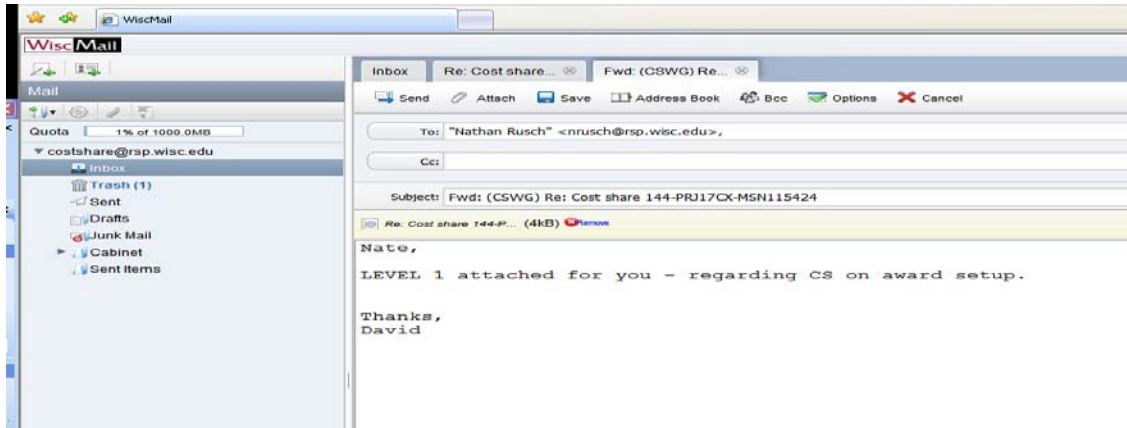 WiscMail
WiscMail
Mail
Quota 1% of 1000.0MB
costshare@rsp.wisc.edu
Inbox
Trash (1)
Sent
Drafts
Junk Mail
Cabinet
Sent Items
Inbox Re: Cost share... Fwd: (CSWG) Re...
Send Attach Save Address Book Bcc Options Cancel
To: "Nathan Rusch" <nrusch@rsp.wisc.edu>,
Cc:
Subject: Fwd: (CSWG) Re: Cost share 144-PRJ17CX-MSN115424
Re: Cost share 144-P... (4kB) Remove
Nate,
LEVEL 1 attached for you - regarding CS on award setup.
Thanks,
David